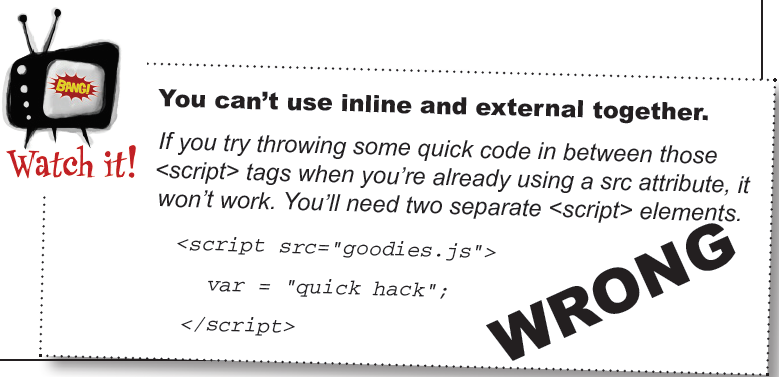 BANG!
Watch it!
You can’t use inline and external together.
If you try throwing some quick code in between those
<script> tags when you’re already using a src attribute, it
won’t work. You’ll need two separate <script> elements.
<script src="goodies.js">
var = "quick hack";
</script>
WRONG